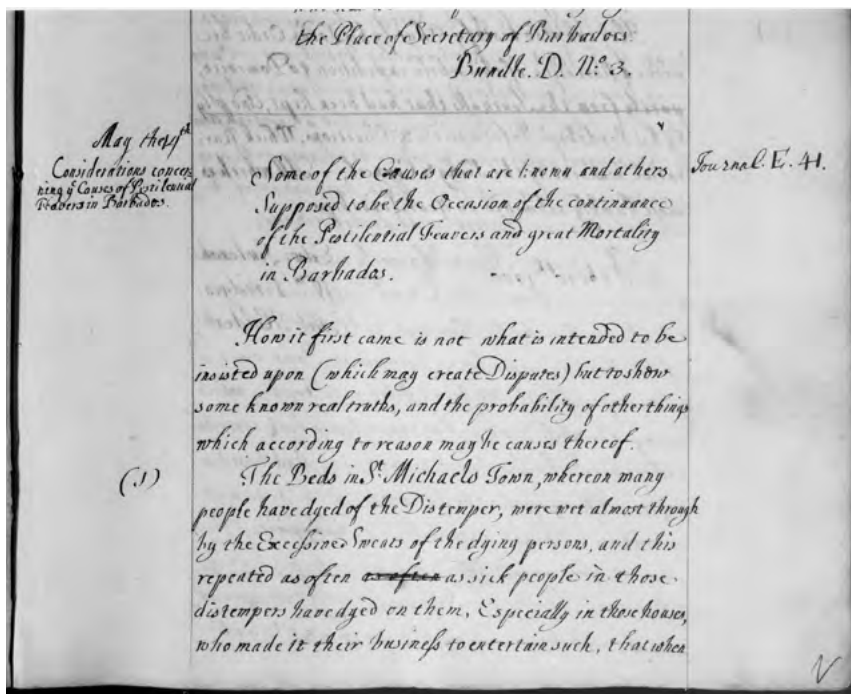 the Place of Secretary of Barbados.
Bundle. D. N.º 3.
May the
Considerations concer-
ning yͤ Causes of Pestilential
Feavers in Barbados.
Journal. E. 41.
Some of the Causes that are known and others
Supposed to be the Occasion of the continuance
of the Pestilential Feavers and great Mortality
in Barbados.
How it first came is not what is intended to be
insisted upon (which may create Disputes) but to show
some known real truths, and the probability of other things
which according to reason may be causes thereof.
(1)
The Beds in Sᵗ. Michaels Town, whereon many
people have dyed of the Distemper, were wet almost through
by the Excessive Sweats of the dying persons, and this
repeated as often as often as sick people in those
distempers have dyed on them, Especially in those houses,
who made it their business to entertain such, that when